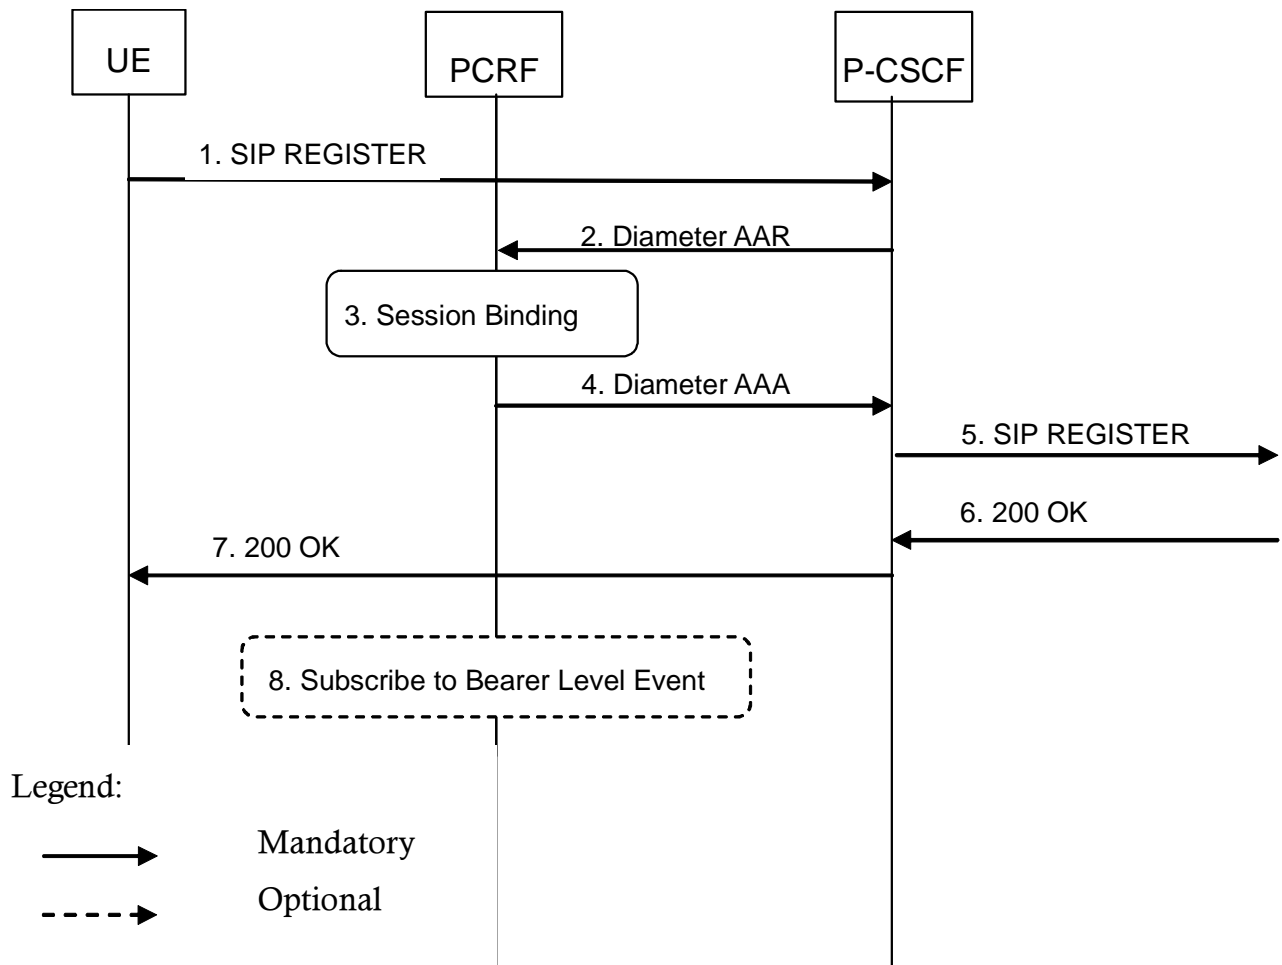 UE
PCRF
P-CSCF
1. SIP REGISTER
2. Diameter AAR
3. Session Binding
4. Diameter AAA
5. SIP REGISTER
6. 200 OK
7. 200 OK
8. Subscribe to Bearer Level Event
Legend:
Mandatory
Optional